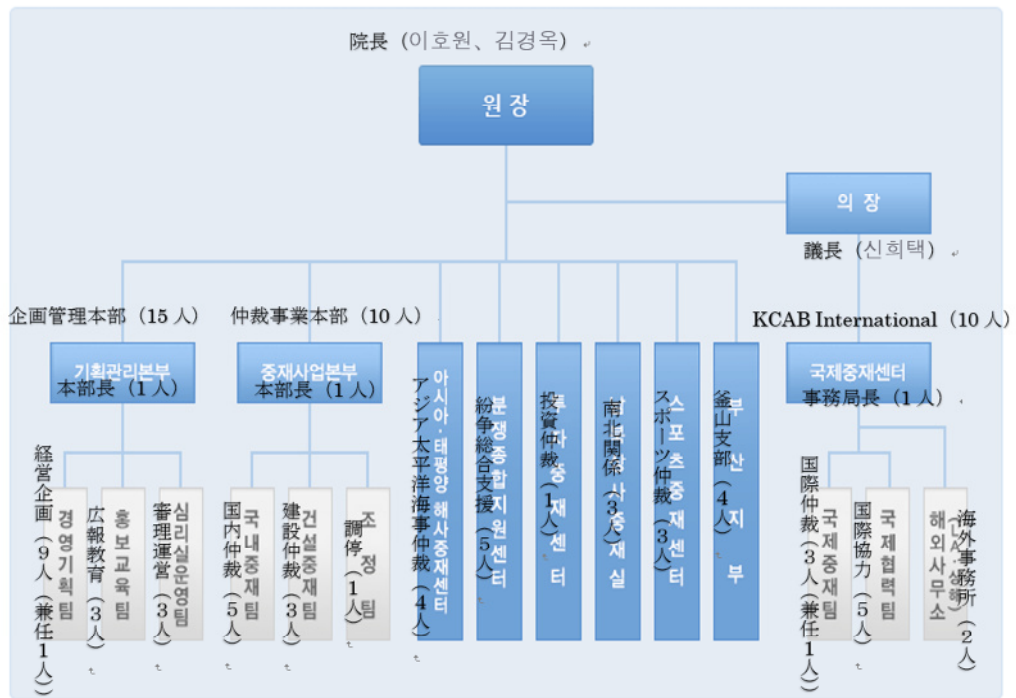 院長 (이호원、김경옥)
원 장
의 장
議長 (신희택)
企画管理本部 (15 人)
仲裁事業本部 (10 人)
KCAB International (10 人)
기획관리본부
本部長 (1 人)
중재사업본부
本部長 (1 人)
국제중재센터
事務局長 (1 人)
経営企画 (9人 (兼任1人))
경영기획팀
広報教育 (3人)
홍보교육팀
審理運営 (3人)
심리실운영팀
国内仲裁 (5人)
국내중재팀
建設仲裁 (3人)
건설중재팀
調停 (1人)
조 정 팀
アジア太平洋海事仲裁 (4人)
아시아·태평양 해사중재센터
紛争総合支援 (5人)
분쟁종합지원센터
投資仲裁 (1人)
투자중재센터
南北関係 (3人)
スポーツ仲裁 (3人)
스포츠중재센터
釜山支部 (4人)
부 산 지 부
国際仲裁 (3人 (兼任1人))
국제중재팀
国際協力 (5人)
국제협력팀
海外事務所 (2人)
해외사무소